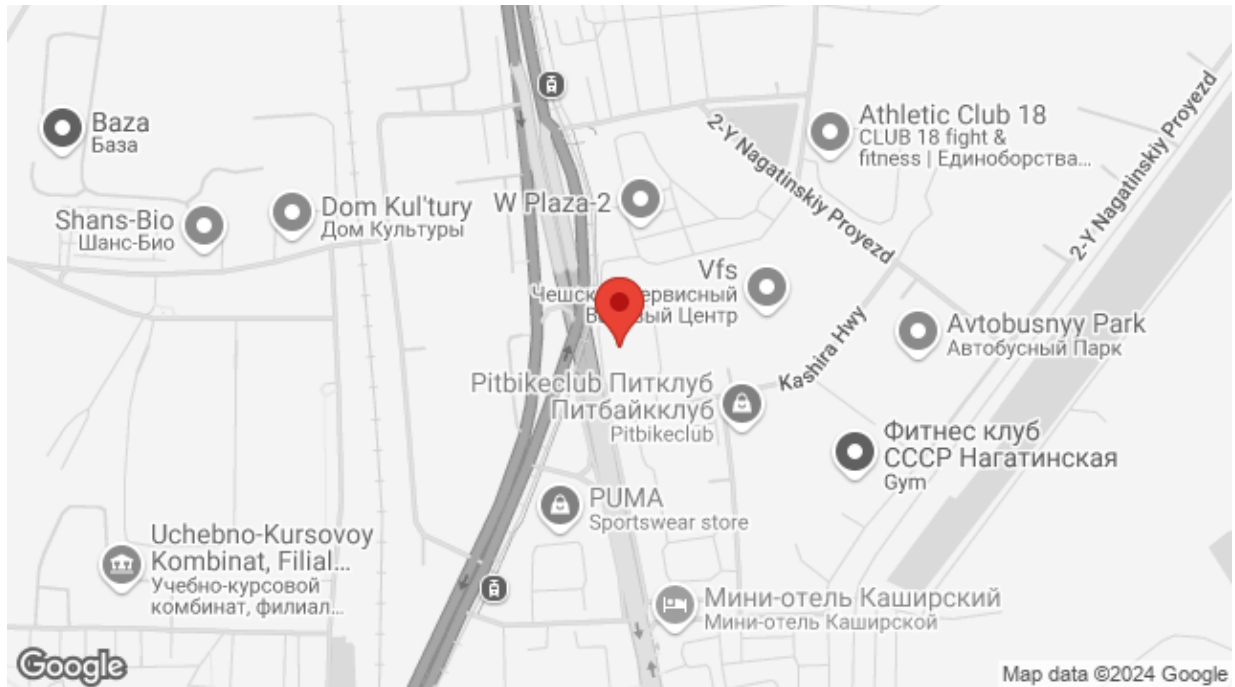 Baza
База
Athletic Club 18
CLUB 18 fight &
fitness | Единоборства...
2-Y Nagatinskiy Proyezd
2-Y Nagatinskiy Proyezd
W Plaza-2
Shans-Bio
Шанс-Био
Dom Kul'tury
Дом Культуры
Vfs
Центр
Avtobusnyy Park
Автобусный Парк
Kashira Hwy
Pitbikeclub Питклуб
Питбайкклуб
Pitbikeclub
Фитнес клуб
СССР Нагатинская
Gym
PUMA
Sportswear store
Uchebno-Kursovoy
Kombinat, Filial...
Учебно-курсовой
комбинат, филиал...
Мини-отель Каширский
Мини-отель Каширской
Google
Map data ©2024 Google